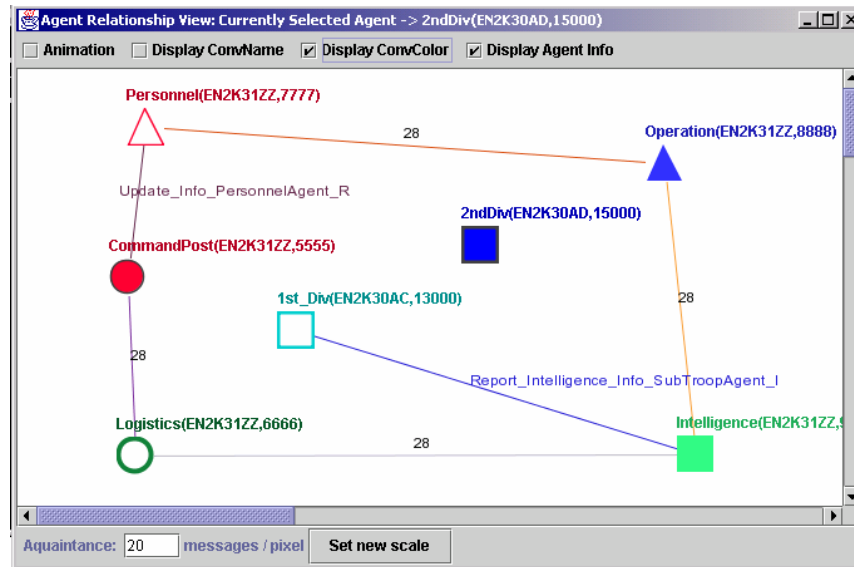 Agent Relationship View: Currently Selected Agent -> 2ndDiv(EN2K30AD,15000)
Animation Display ConvName Display ConvColor Display Agent Info
Personnel(EN2K31ZZ,7777)
28
Operation(EN2K31ZZ,8888)
Update_Info_PersonnelAgent_R
2ndDiv(EN2K30AD,15000)
CommandPost(EN2K31ZZ,5555)
1st_Div(EN2K30AC,13000)
28
28
Report_Intelligence_Info_SubTroopAgent_I
Logistics(EN2K31ZZ,6666)
Intelligence(EN2K31ZZ,9
28
Aquaintance: 20 messages / pixel Set new scale